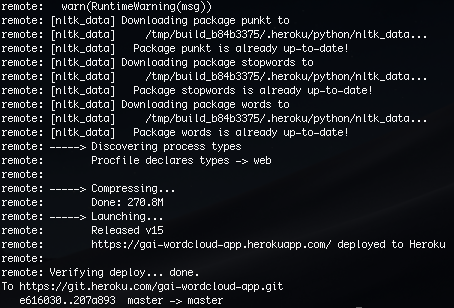 remote:   warn(RuntimeWarning(msg))
remote: [nltk_data] Downloading package punkt to
remote: [nltk_data]     /tmp/build_b84b3375/.heroku/python/nltk_data...
remote: [nltk_data]   Package punkt is already up-to-date!
remote: [nltk_data] Downloading package stopwords to
remote: [nltk_data]     /tmp/build_b84b3375/.heroku/python/nltk_data...
remote: [nltk_data]   Package stopwords is already up-to-date!
remote: [nltk_data] Downloading package words to
remote: [nltk_data]     /tmp/build_b84b3375/.heroku/python/nltk_data...
remote: [nltk_data]   Package words is already up-to-date!
remote: -----> Discovering process types
remote:        Procfile declares types -> web
remote:
remote: -----> Compressing...
remote:        Done: 270.8M
remote: -----> Launching...
remote:        Released v15
remote:        https://gai-wordcloud-app.herokuapp.com/ deployed to Heroku
remote:
remote: Verifying deploy... done.
To https://git.heroku.com/gai-wordcloud-app.git
   e616030..207a893  master -> master